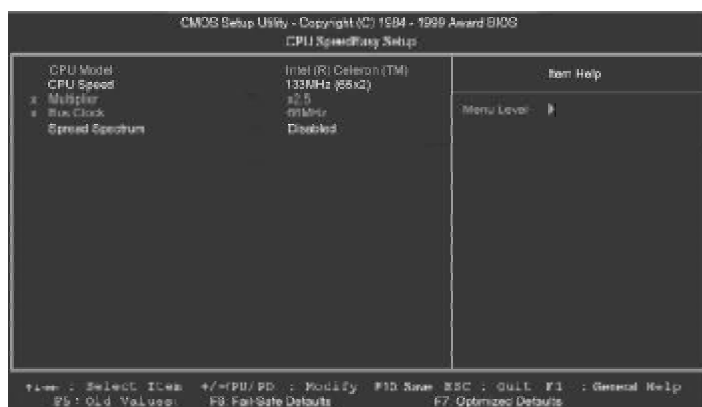 CMOS Setup Utility - Copyright (C) 1984 - 1999 Award BIOS
CPU SpeedEasy Setup
CPU Model Intel (R) Celeron (TM)
CPU Speed 133MHz (66x2)
x Multiplier x2.5
x Bus Clock 66MHz
Spread Spectrum Disabled
Item Help
Menu Level ▶
: Select Item +/-/PU/PD : Modify F10: Save ESC : Quit F1 : General Help
F5 : Old Values: F6: Fail-Safe Defaults F7: Optimized Defaults